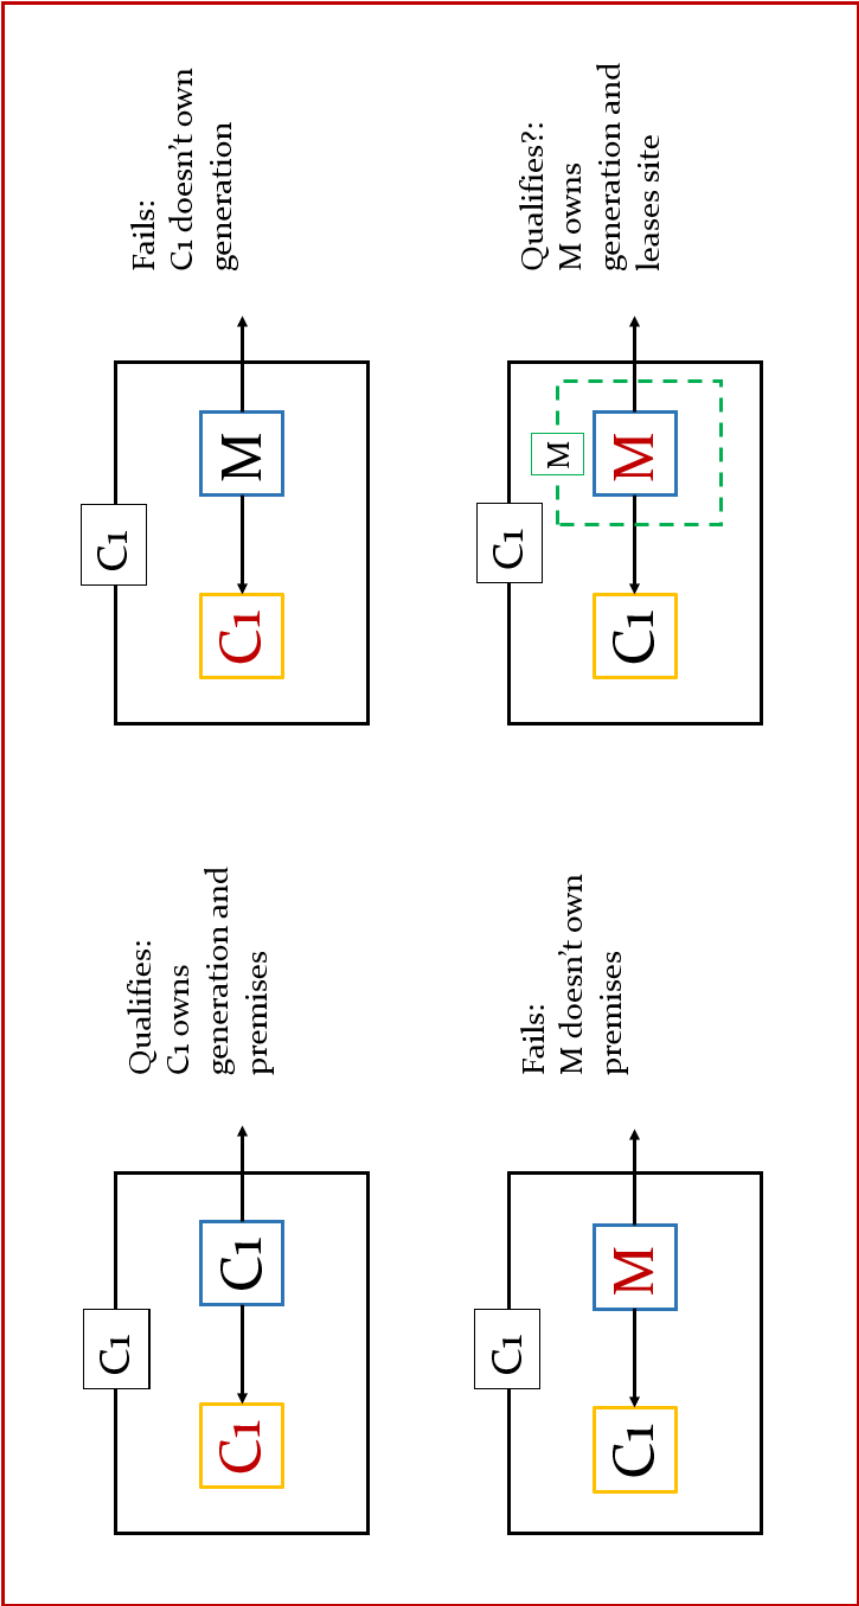 C1
C1
C1
Qualifies:
C1 owns
generation and
premises
C1
C1
M
Fails:
C1 doesn't own
generation
C1
C1
M
Fails:
M doesn't own
premises
C1
M
C1
M
Qualifies?:
M owns
generation and
leases site